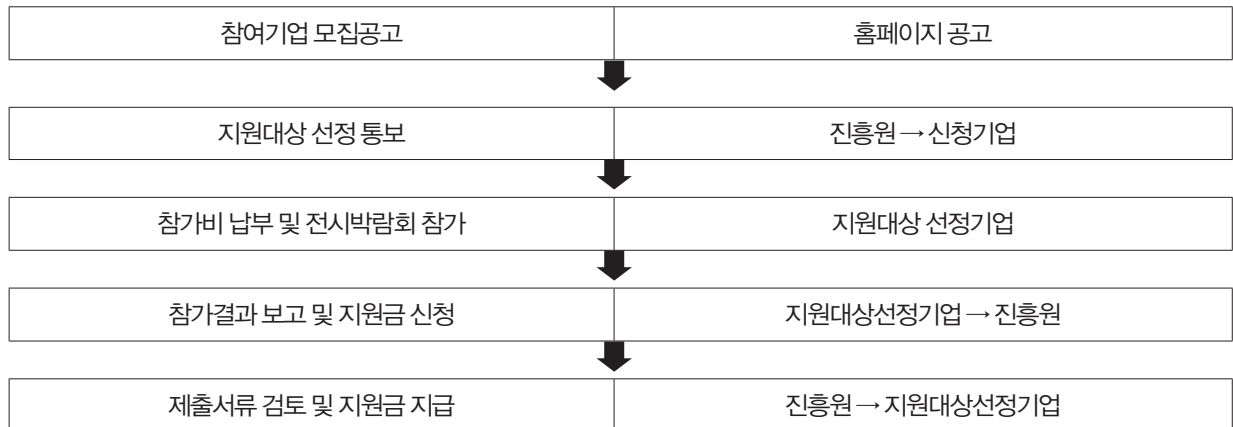 참여기업 모집공고 홈페이지 공고
지원대상 선정 통보 진흥원 → 신청기업
참가비 납부 및 전시박람회 참가 지원대상 선정기업
참가결과 보고 및 지원금 신청 지원대상선정기업 → 진흥원
제출서류 검토 및 지원금 지급 진흥원 → 지원대상선정기업